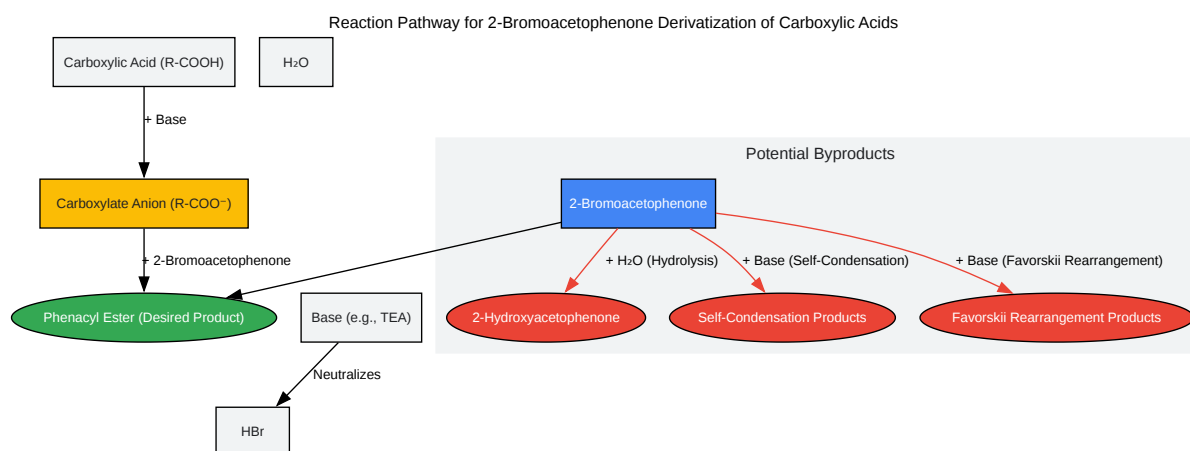 Reaction Pathway for 2-Bromoacetophenone Derivatization of Carboxylic Acids
Carboxylic Acid (R-COOH)
H₂O
+ Base
Potential Byproducts
Carboxylate Anion (R-COO⁻)
2-Bromoacetophenone
+ 2-Bromoacetophenone
+ H₂O (Hydrolysis)
+ Base (Self-Condensation)
+ Base (Favorskii Rearrangement)
Phenacyl Ester (Desired Product)
Base (e.g., TEA)
2-Hydroxyacetophenone
Self-Condensation Products
Favorskii Rearrangement Products
Neutralizes
HBr